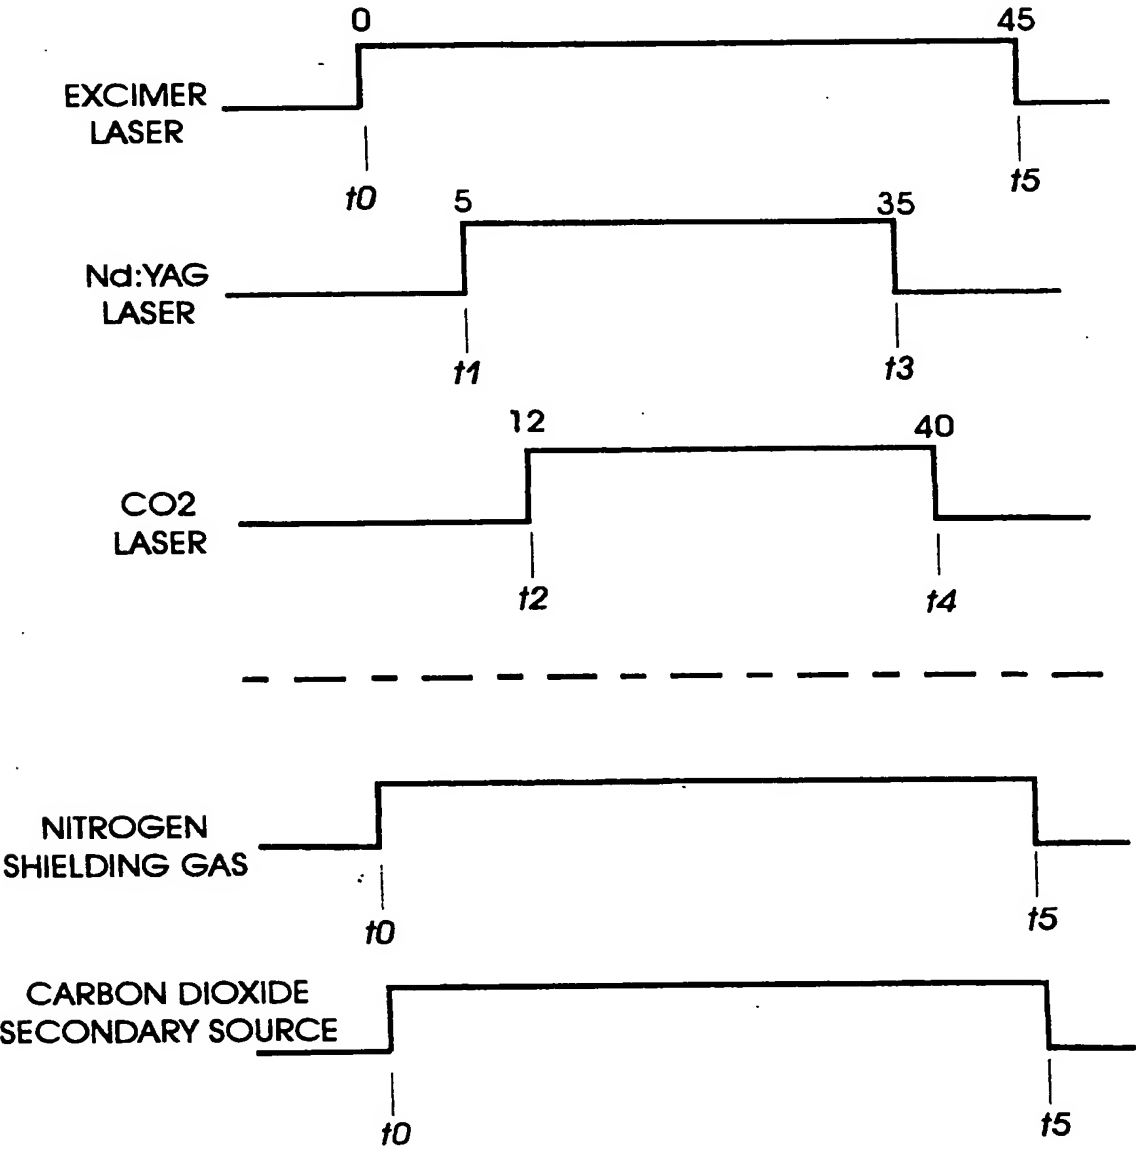 0 45
EXCIMER
LASER
t0 t5
5 35
Nd:YAG
LASER
t1 t3
12 40
CO2
LASER
t2 t4
NITROGEN
SHIELDING GAS
t0 t5
CARBON DIOXIDE
SECONDARY SOURCE
t0 t5